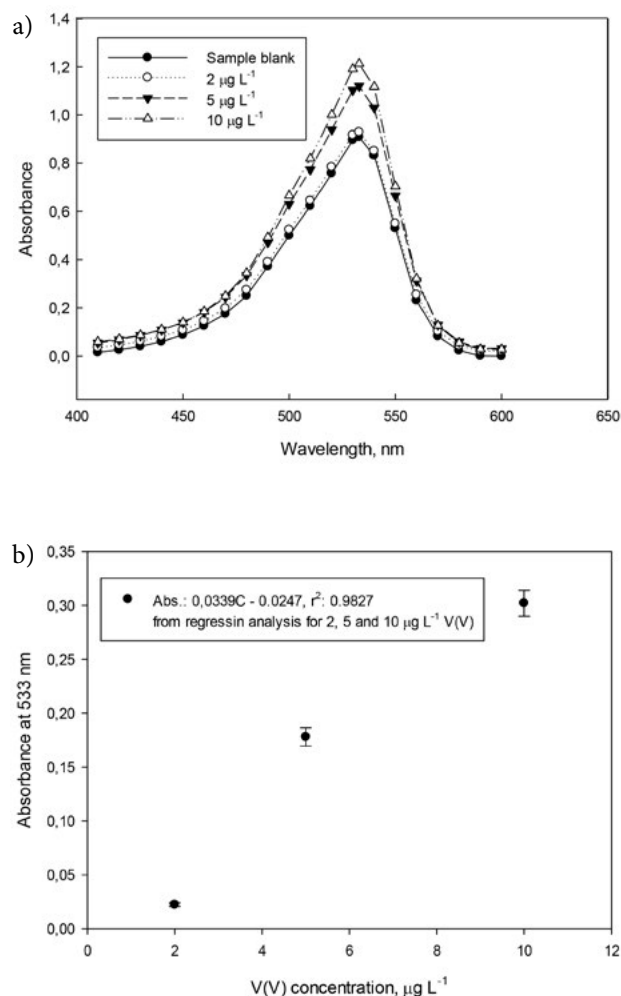 a)
1,4
1,2
1,0
0,8
0,6
0,4
0,2
0,0
Absorbance
Sample blank
2 μg L⁻¹
5 μg L⁻¹
10 μg L⁻¹
400 450 500 550 600 650
Wavelength, nm
b)
0,35
0,30
0,25
0,20
0,15
0,10
0,05
0,00
Absorbance at 533 nm
Abs.: 0,0339C - 0.0247, r²: 0.9827
from regressin analysis for 2, 5 and 10 μg L⁻¹ V(V)
0 2 4 6 8 10 12
V(V) concentration, μg L⁻¹